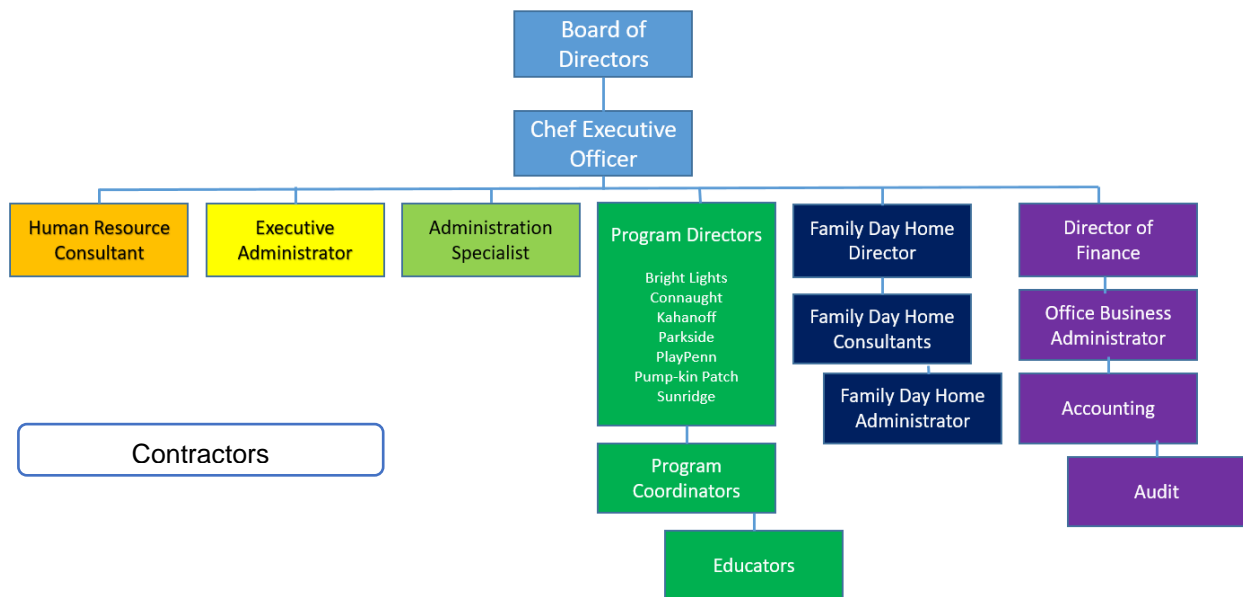 Board of
Directors
Chef Executive
Officer
Human Resource
Consultant
Executive
Administrator
Administration
Specialist
Program Directors
Bright Lights
Connaught
Kahanoff
Parkside
PlayPenn
Pump-kin Patch
Sunridge
Family Day Home
Director
Director of
Finance
Family Day Home
Consultants
Office Business
Administrator
Family Day Home
Administrator
Accounting
Contractors
Program
Coordinators
Audit
Educators